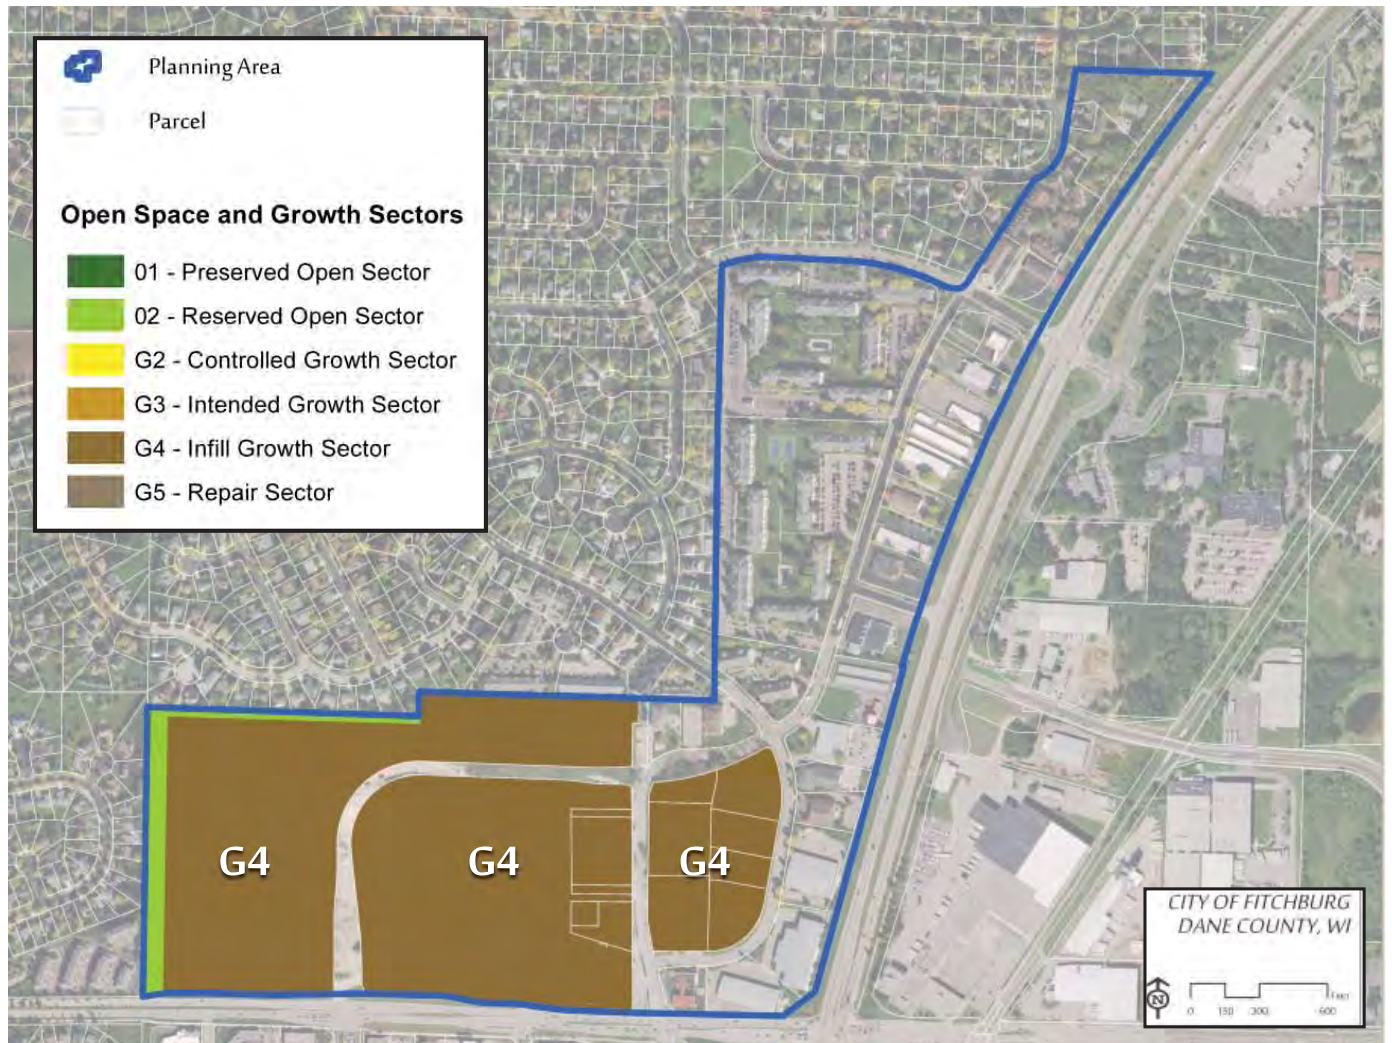 Planning Area
Parcel
Open Space and Growth Sectors
01 - Preserved Open Sector
02 - Reserved Open Sector
G2 - Controlled Growth Sector
G3 - Intended Growth Sector
G4 - Infill Growth Sector
G5 - Repair Sector
G4
G4
G4
CITY OF FITCHBURG
DANE COUNTY, WI
N
Feet
0 150 300 600